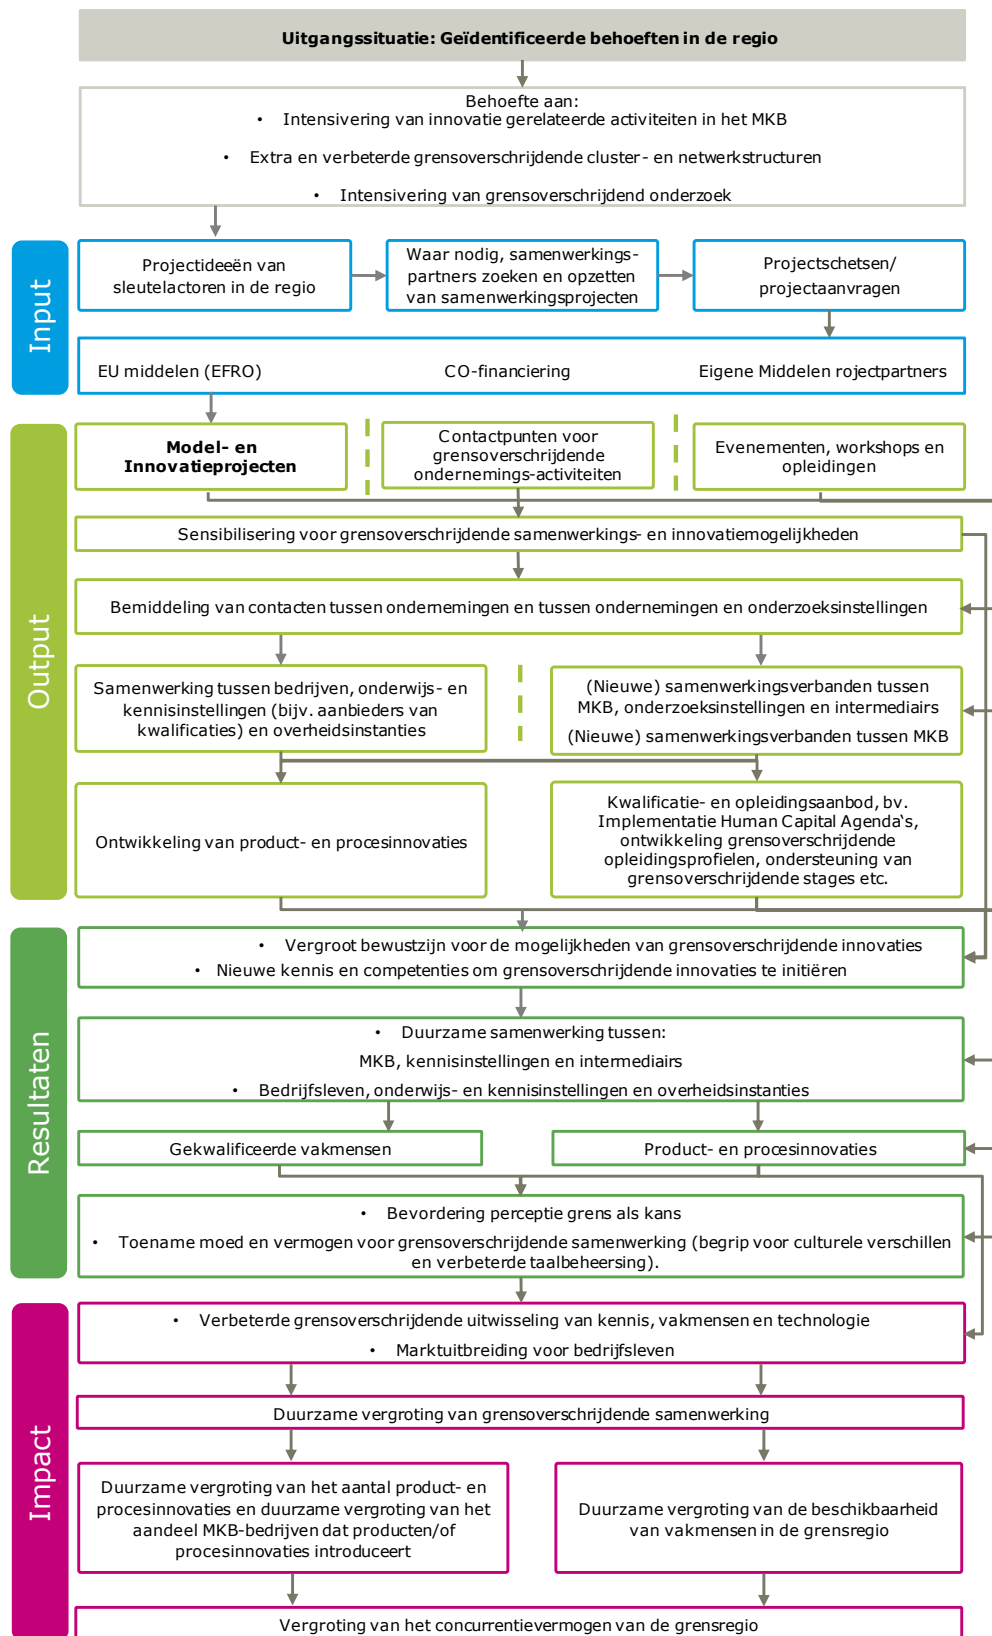 Uitgangssituatie: Geïdentificeerde behoeften in de regio
Behoefte aan:
• Intensivering van innovatie gerelateerde activiteiten in het MKB
• Extra en verbeterde grensoverschrijdende cluster- en netwerkstructuren
• Intensivering van grensoverschrijdend onderzoek
Input
Projectideeën van
sleutelactoren in de regio
Waar nodig, samenwerkings-
partners zoeken en opzetten
van samenwerkingsprojecten
Projectschetsen/
projectaanvragen
EU middelen (EFRO)
CO-financiering
Eigene Middelen rojectpartners
Output
Model- en
Innovatieprojecten
Contactpunten voor
grensoverschrijdende
ondernemings-activiteiten
Evenementen, workshops en
opleidingen
Sensibilisering voor grensoverschrijdende samenwerkings- en innovatiemogelijkheden
Bemiddeling van contacten tussen ondernemingen en tussen ondernemingen en onderzoeksinstellingen
Samenwerking tussen bedrijven, onderwijs- en
kennisinstellingen (bijv. aanbieders van
kwalificaties) en overheidsinstanties
(Nieuwe) samenwerkingsverbanden tussen
MKB, onderzoeksinstellingen en intermediairs
(Nieuwe) samenwerkingsverbanden tussen MKB
Ontwikkeling van product- en procesinnovaties
Kwalificatie- en opleidingsaanbod, bv.
Implementatie Human Capital Agenda‘s,
ontwikkeling grensoverschrijdende
opleidingsprofielen, ondersteuning van
grensoverschrijdende stages etc.
Resultaten
• Vergroot bewustzijn voor de mogelijkheden van grensoverschrijdende innovaties
• Nieuwe kennis en competenties om grensoverschrijdende innovaties te initiëren
• Duurzame samenwerking tussen:
MKB, kennisinstellingen en intermediairs
• Bedrijfsleven, onderwijs- en kennisinstellingen en overheidsinstanties
Gekwalificeerde vakmensen
Product- en procesinnovaties
• Bevordering perceptie grens als kans
• Toename moed en vermogen voor grensoverschrijdende samenwerking (begrip voor culturele verschillen
en verbeterde taalbeheersing).
Impact
• Verbeterde grensoverschrijdende uitwisseling van kennis, vakmensen en technologie
• Marktuitbreiding voor bedrijfsleven
Duurzame vergroting van grensoverschrijdende samenwerking
Duurzame vergroting van het aantal product- en
procesinnovaties en duurzame vergroting van het
aandeel MKB-bedrijven dat producten/of
procesinnovaties introduceert
Duurzame vergroting van de beschikbaarheid
van vakmensen in de grensregio
Vergroting van het concurrentievermogen van de grensregio